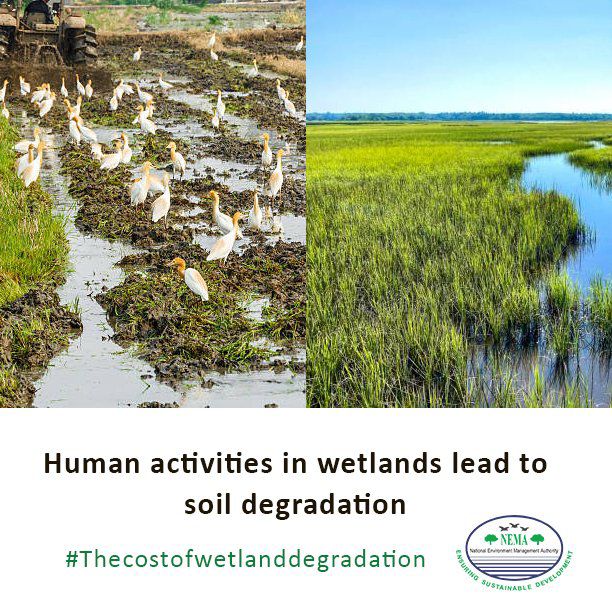 Human activities in wetlands lead to
soil degradation
#Thecostofwetlanddegradation
NEMA
National Environment Management Authority
ENSURING SUSTAINABLE DEVELOPMENT